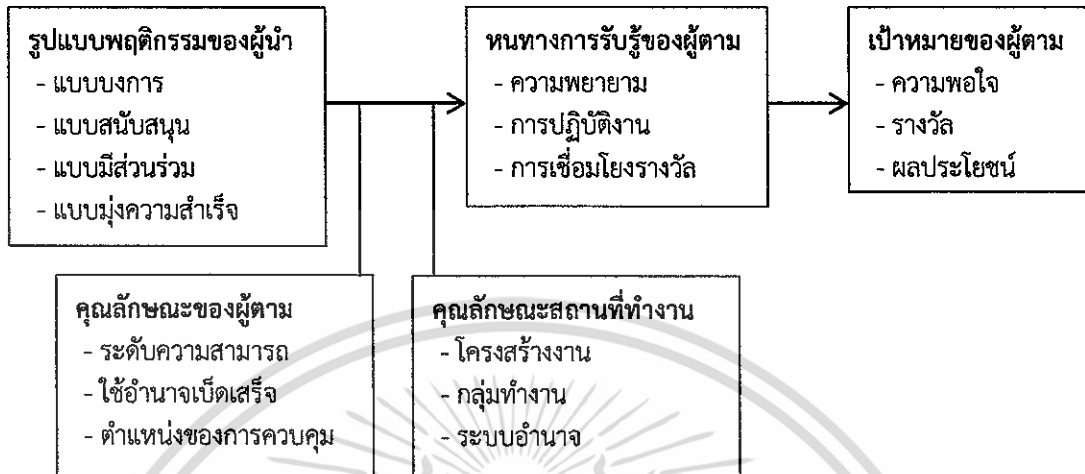 รูปแบบพฤติกรรมของผู้นำ
- แบบบงการ
- แบบสนับสนุน
- แบบมีส่วนร่วม
- แบบมุ่งความสำเร็จ
หนทางการรับรู้ของผู้ตาม
- ความพยายาม
- การปฏิบัติงาน
- การเชื่อมโยงรางวัล
เป้าหมายของผู้ตาม
- ความพอใจ
- รางวัล
- ผลประโยชน์
คุณลักษณะของผู้ตาม
- ระดับความสามารถ
- ใช้อำนาจเบ็ดเสร็จ
- ตำแหน่งของการควบคุม
คุณลักษณะสถานที่ทำงาน
- โครงสร้างงาน
- กลุ่มทำงาน
- ระบบอำนาจ